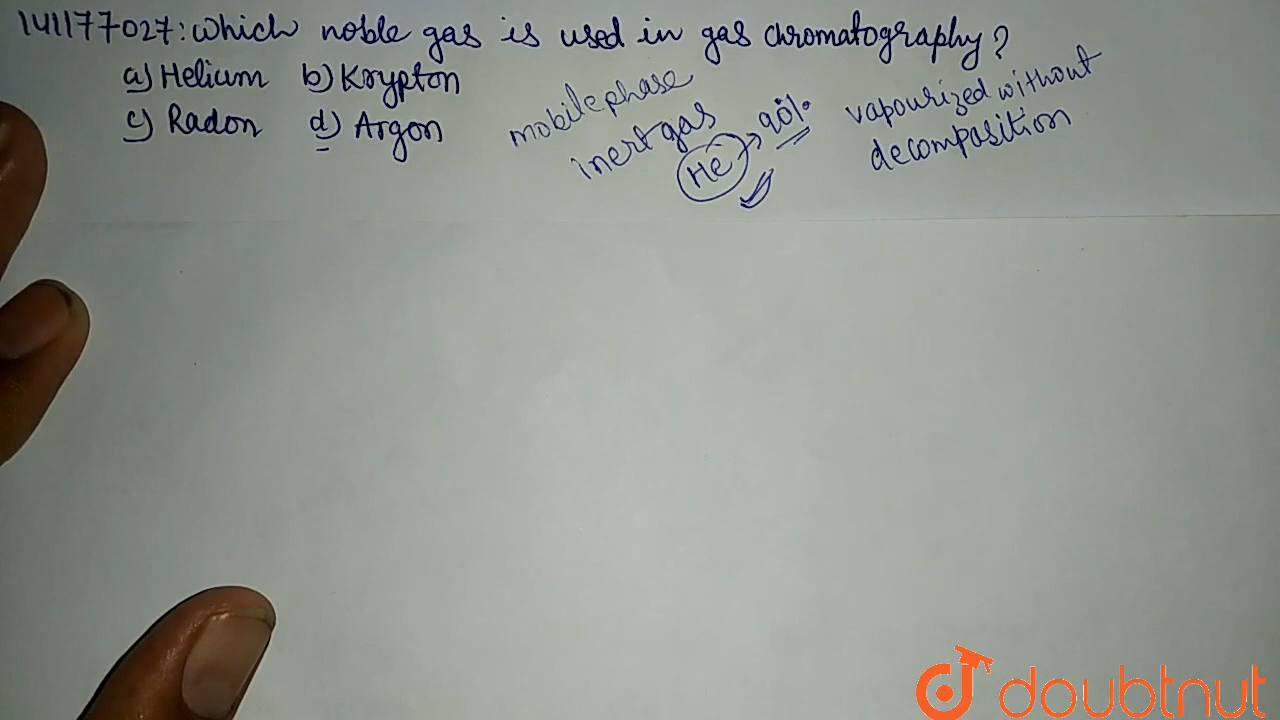 141177027: Which noble gas is used in gas chromatography?
a) Helium b) Krypton
c) Radon d) Argon
mobile phase
inert gas
He → 90%
vapourized without
decomposition
doubtnut